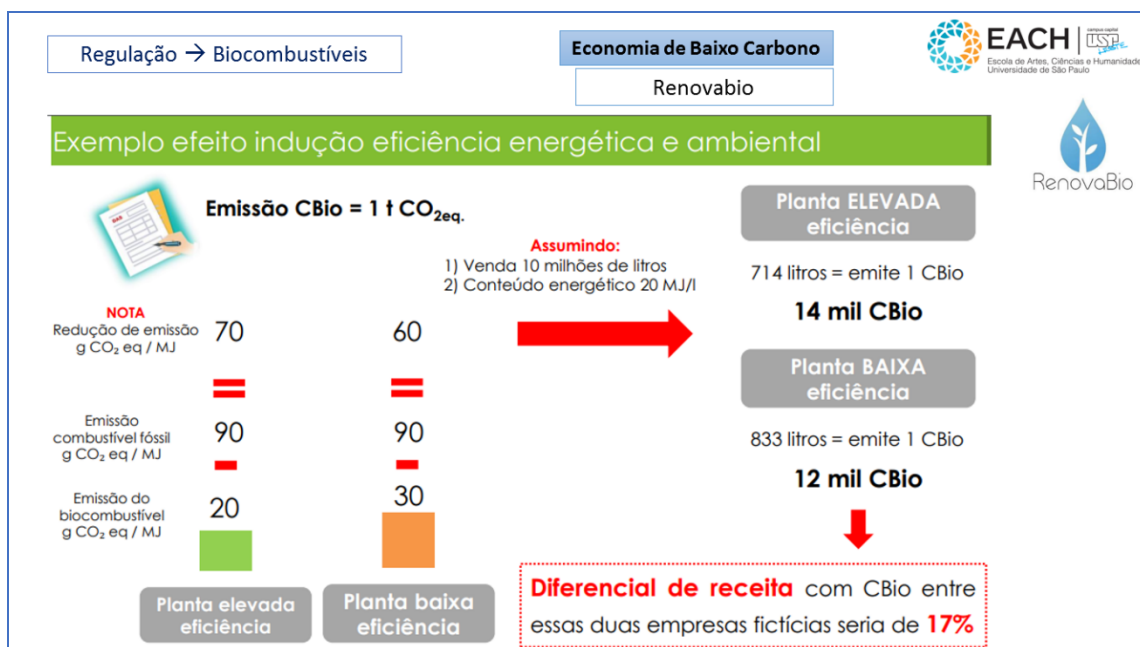 Regulação → Biocombustíveis
Economia de Baixo Carbono
Renovabio
EACH
campus capital
USP
Escola de Artes, Ciências e Humanidade
Universidade de São Paulo
RenovaBio
Exemplo efeito indução eficiência energética e ambiental
Emissão CBio = 1 t CO₂eq.
Assumindo:
1) Venda 10 milhões de litros
2) Conteúdo energético 20 MJ/l
NOTA
Redução de emissão
g CO₂ eq / MJ
70
60
=
=
Emissão
combustível fóssil
g CO₂ eq / MJ
90
90
-
-
Emissão do
biocombustível
g CO₂ eq / MJ
20
30
Planta elevada
eficiência
Planta baixa
eficiência
Planta ELEVADA
eficiência
714 litros = emite 1 CBio
14 mil CBio
Planta BAIXA
eficiência
833 litros = emite 1 CBio
12 mil CBio
Diferencial de receita com CBio entre
essas duas empresas fictícias seria de 17%